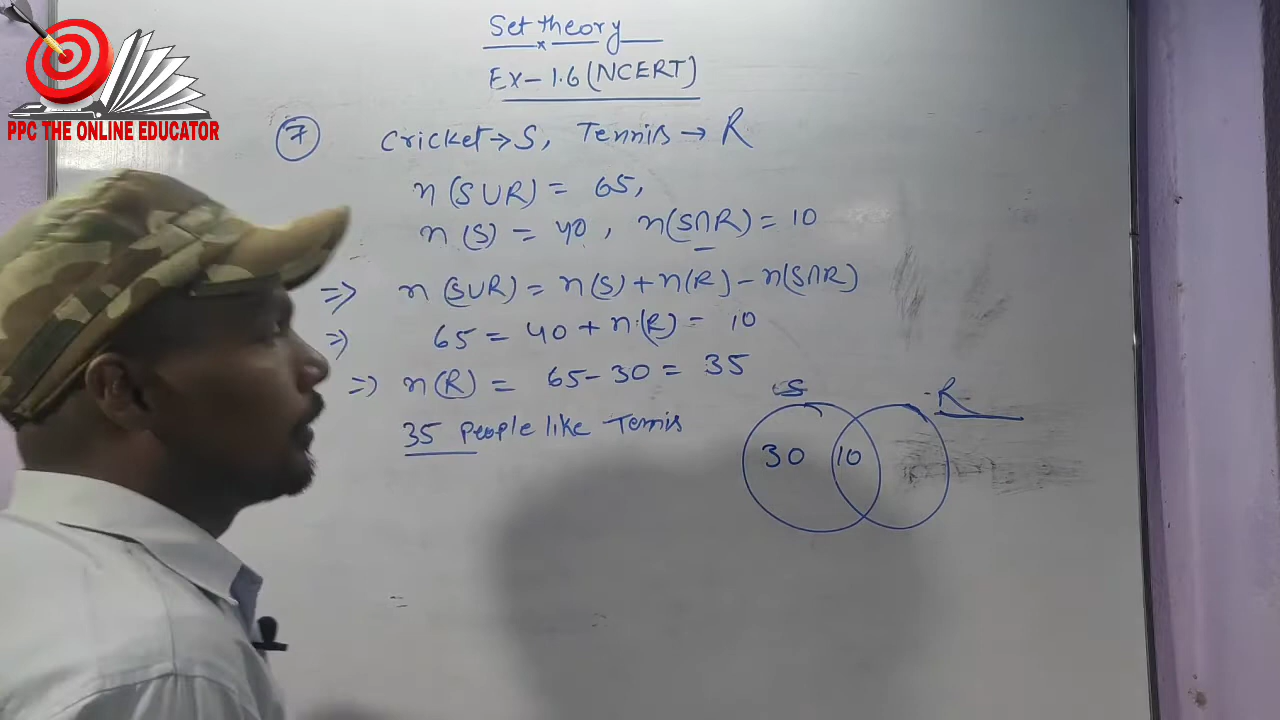 Set theory
Ex-1.6 (NCERT)
PPC THE ONLINE EDUCATOR
⑦ Cricket → S, Tennis → R
n(S∪R) = 65,
n(S) = 40, n(S∩R) = 10
⇒ n(S∪R) = n(S) + n(R) - n(S∩R)
⇒ 65 = 40 + n(R) - 10
⇒ n(R) = 65 - 30 = 35
35 People like Tennis
S R
30 10